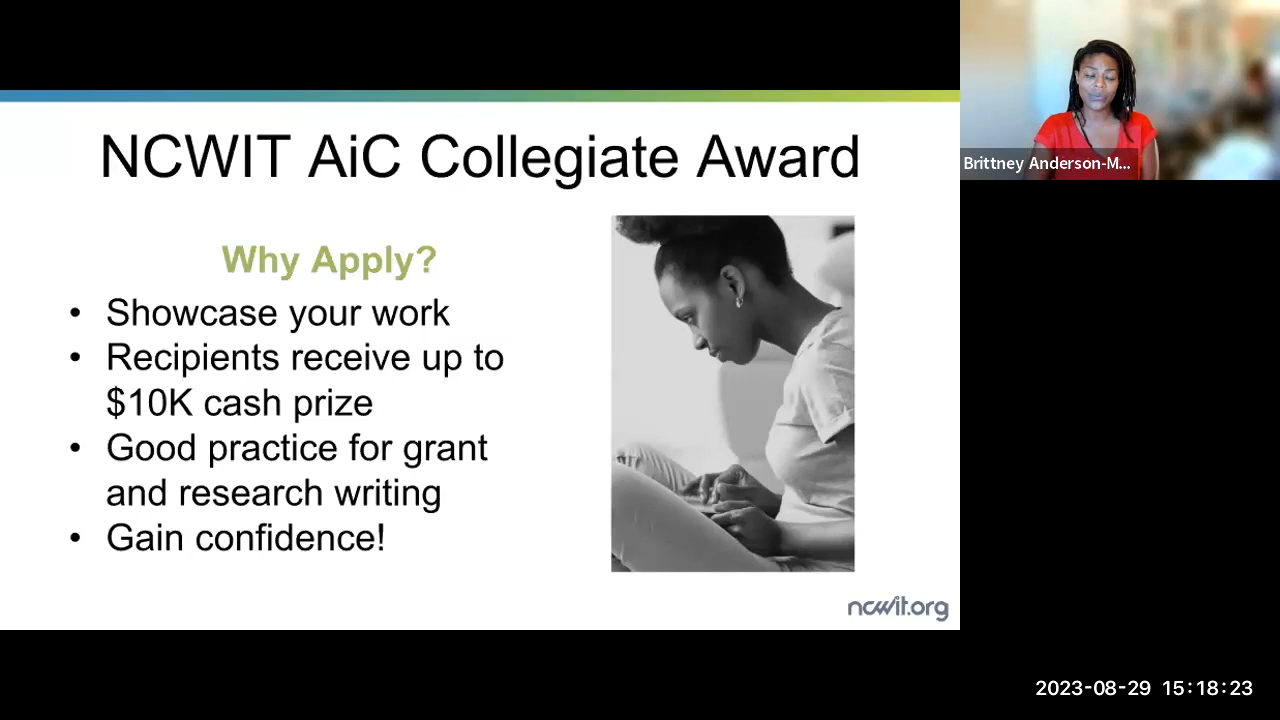 NCWIT AiC Collegiate Award
Why Apply?
• Showcase your work
• Recipients receive up to
$10K cash prize
• Good practice for grant
and research writing
• Gain confidence!
ncwit.org
Brittney Anderson-M...
2023-08-29 15:18:23